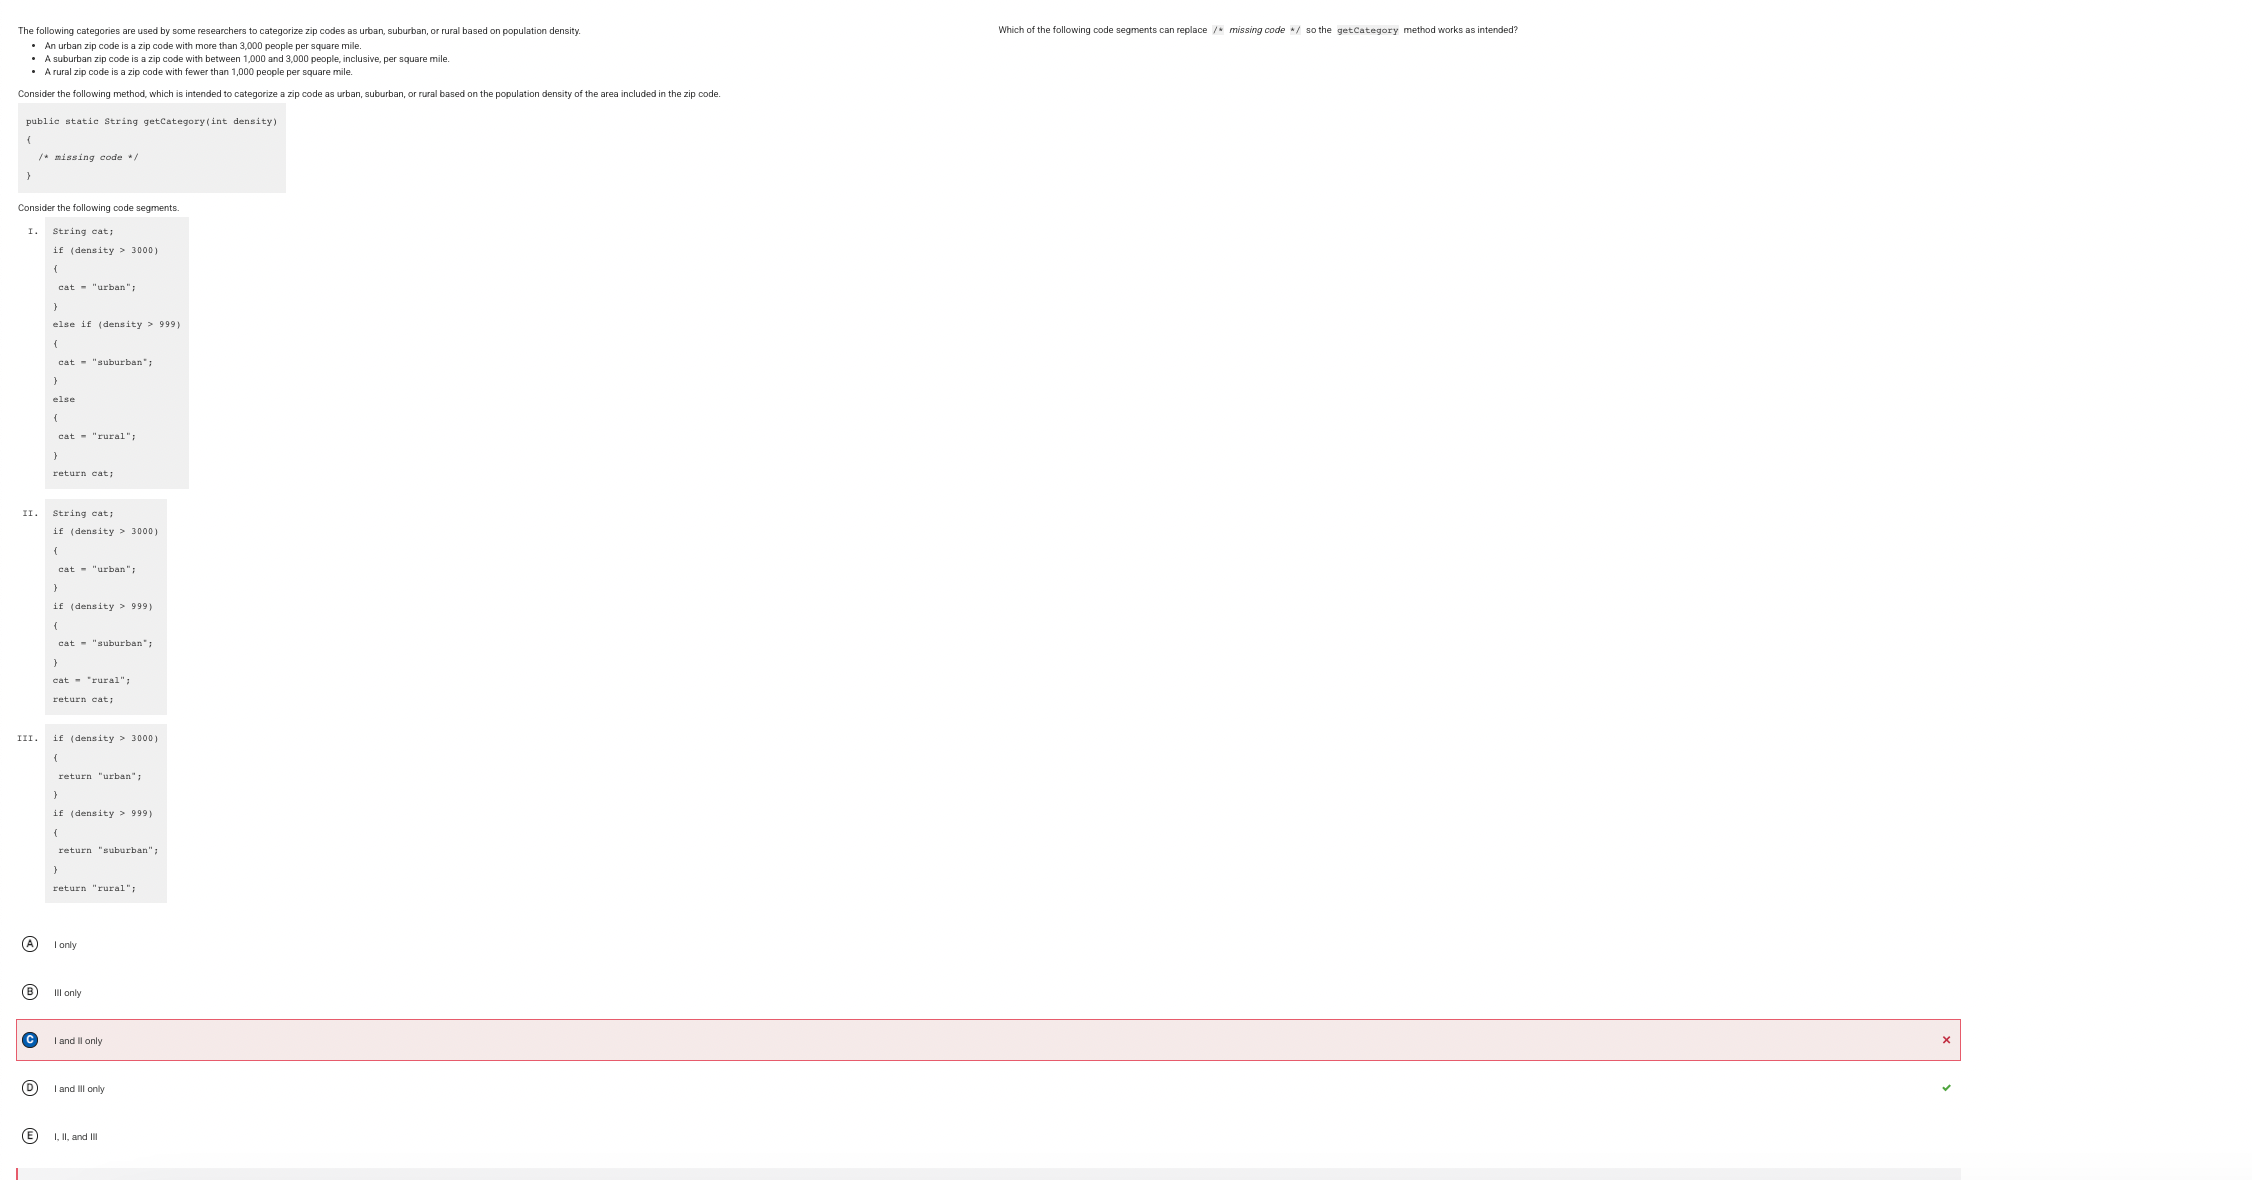 The following categories are used by some researchers to categorize zip codes as urban, suburban, or rural based on population density.
• An urban zip code is a zip code with more than 3,000 people per square mile.
• A suburban zip code is a zip code with between 1,000 and 3,000 people, inclusive, per square mile.
• A rural zip code is a zip code with fewer than 1,000 people per square mile.
Consider the following method, which is intended to categorize a zip code as urban, suburban, or rural based on the population density of the area included in the zip code.
public static String getCategory(int density)
{
/* missing code */
}
Consider the following code segments.
I. String cat;
if (density > 3000)
{
cat = "urban";
}
else if (density > 999)
{
cat = "suburban";
}
else
{
cat = "rural";
}
return cat;
II. String cat;
if (density > 3000)
{
cat = "urban";
}
if (density > 999)
{
cat = "suburban";
}
cat = "rural";
return cat;
III. if (density > 3000)
{
return "urban";
}
if (density > 999)
{
return "suburban";
}
return "rural";
Which of the following code segments can replace /* missing code */ so the getCategory method works as intended?
A I only
B III only
C I and II only
D I and III only
E I, II, and III